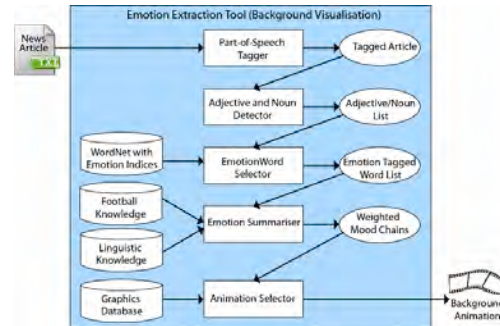 Emotion Extraction Tool (Background Visualisation)
News
Article
TXT
Part-of-Speech
Tagger
Tagged Article
Adjective and Noun
Detector
Adjective/Noun
List
WordNet with
Emotion Indices
EmotionWord
Selector
Emotion Tagged
Word List
Football
Knowledge
Emotion Summariser
Weighted
Mood Chains
Linguistic
Knowledge
Graphics
Database
Animation Selector
Background
Animation